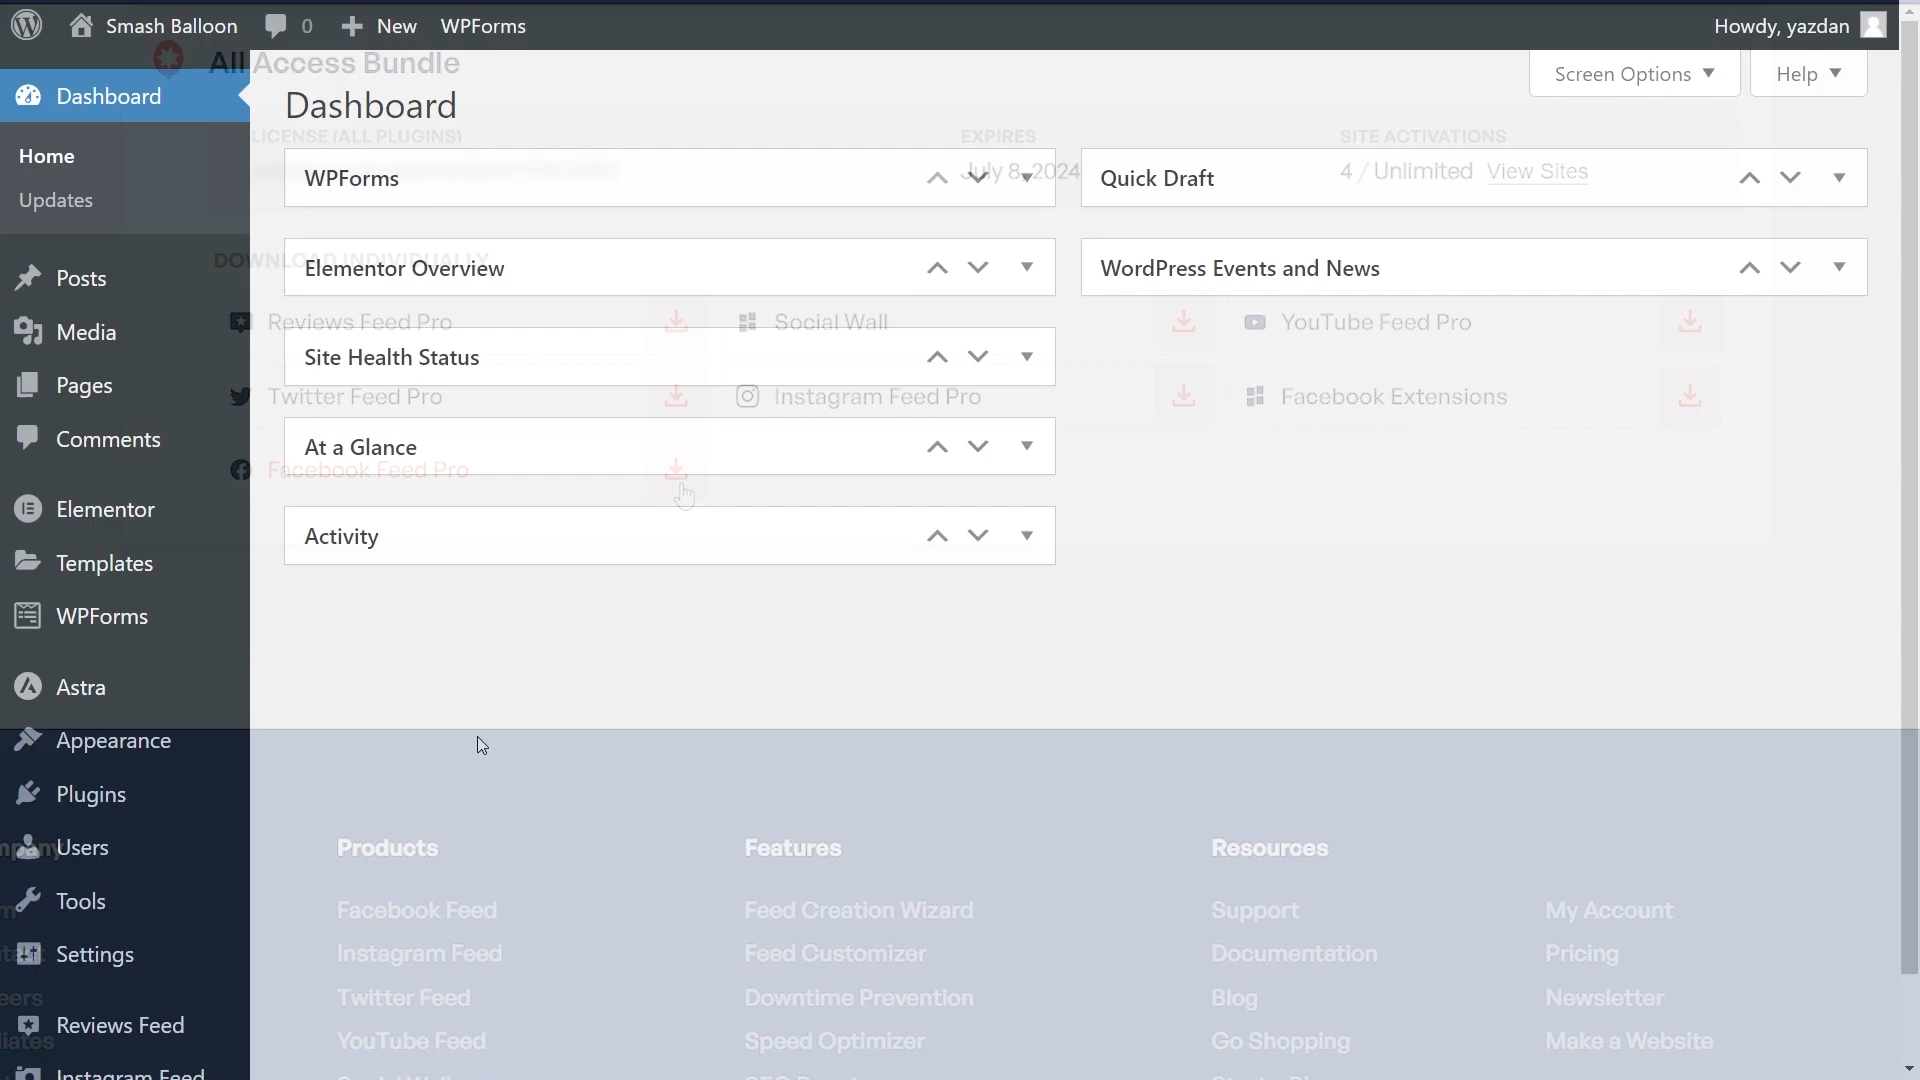 Smash Balloon
0
New
WPForms
Howdy, yazdan
All Access Bundle
Screen Options
Help
Dashboard
Dashboard
LICENSE (ALL PLUGINS)
EXPIRES
SITE ACTIVATIONS
Home
July 8, 2024
4 / Unlimited View Sites
WPForms
Quick Draft
Updates
DOWNLOAD INDIVIDUALLY
Elementor Overview
WordPress Events and News
Posts
Reviews Feed Pro
Social Wall
YouTube Feed Pro
Media
Site Health Status
Pages
Twitter Feed Pro
Instagram Feed Pro
Facebook Extensions
Comments
At a Glance
Facebook Feed Pro
Elementor
Activity
Templates
WPForms
Astra
Appearance
Plugins
Users
Products
Features
Resources
Tools
Facebook Feed
Feed Creation Wizard
Support
My Account
Settings
Instagram Feed
Feed Customizer
Documentation
Pricing
Twitter Feed
Downtime Prevention
Blog
Newsletter
Reviews Feed
YouTube Feed
Speed Optimizer
Go Shopping
Make a Website
Instagram Feed